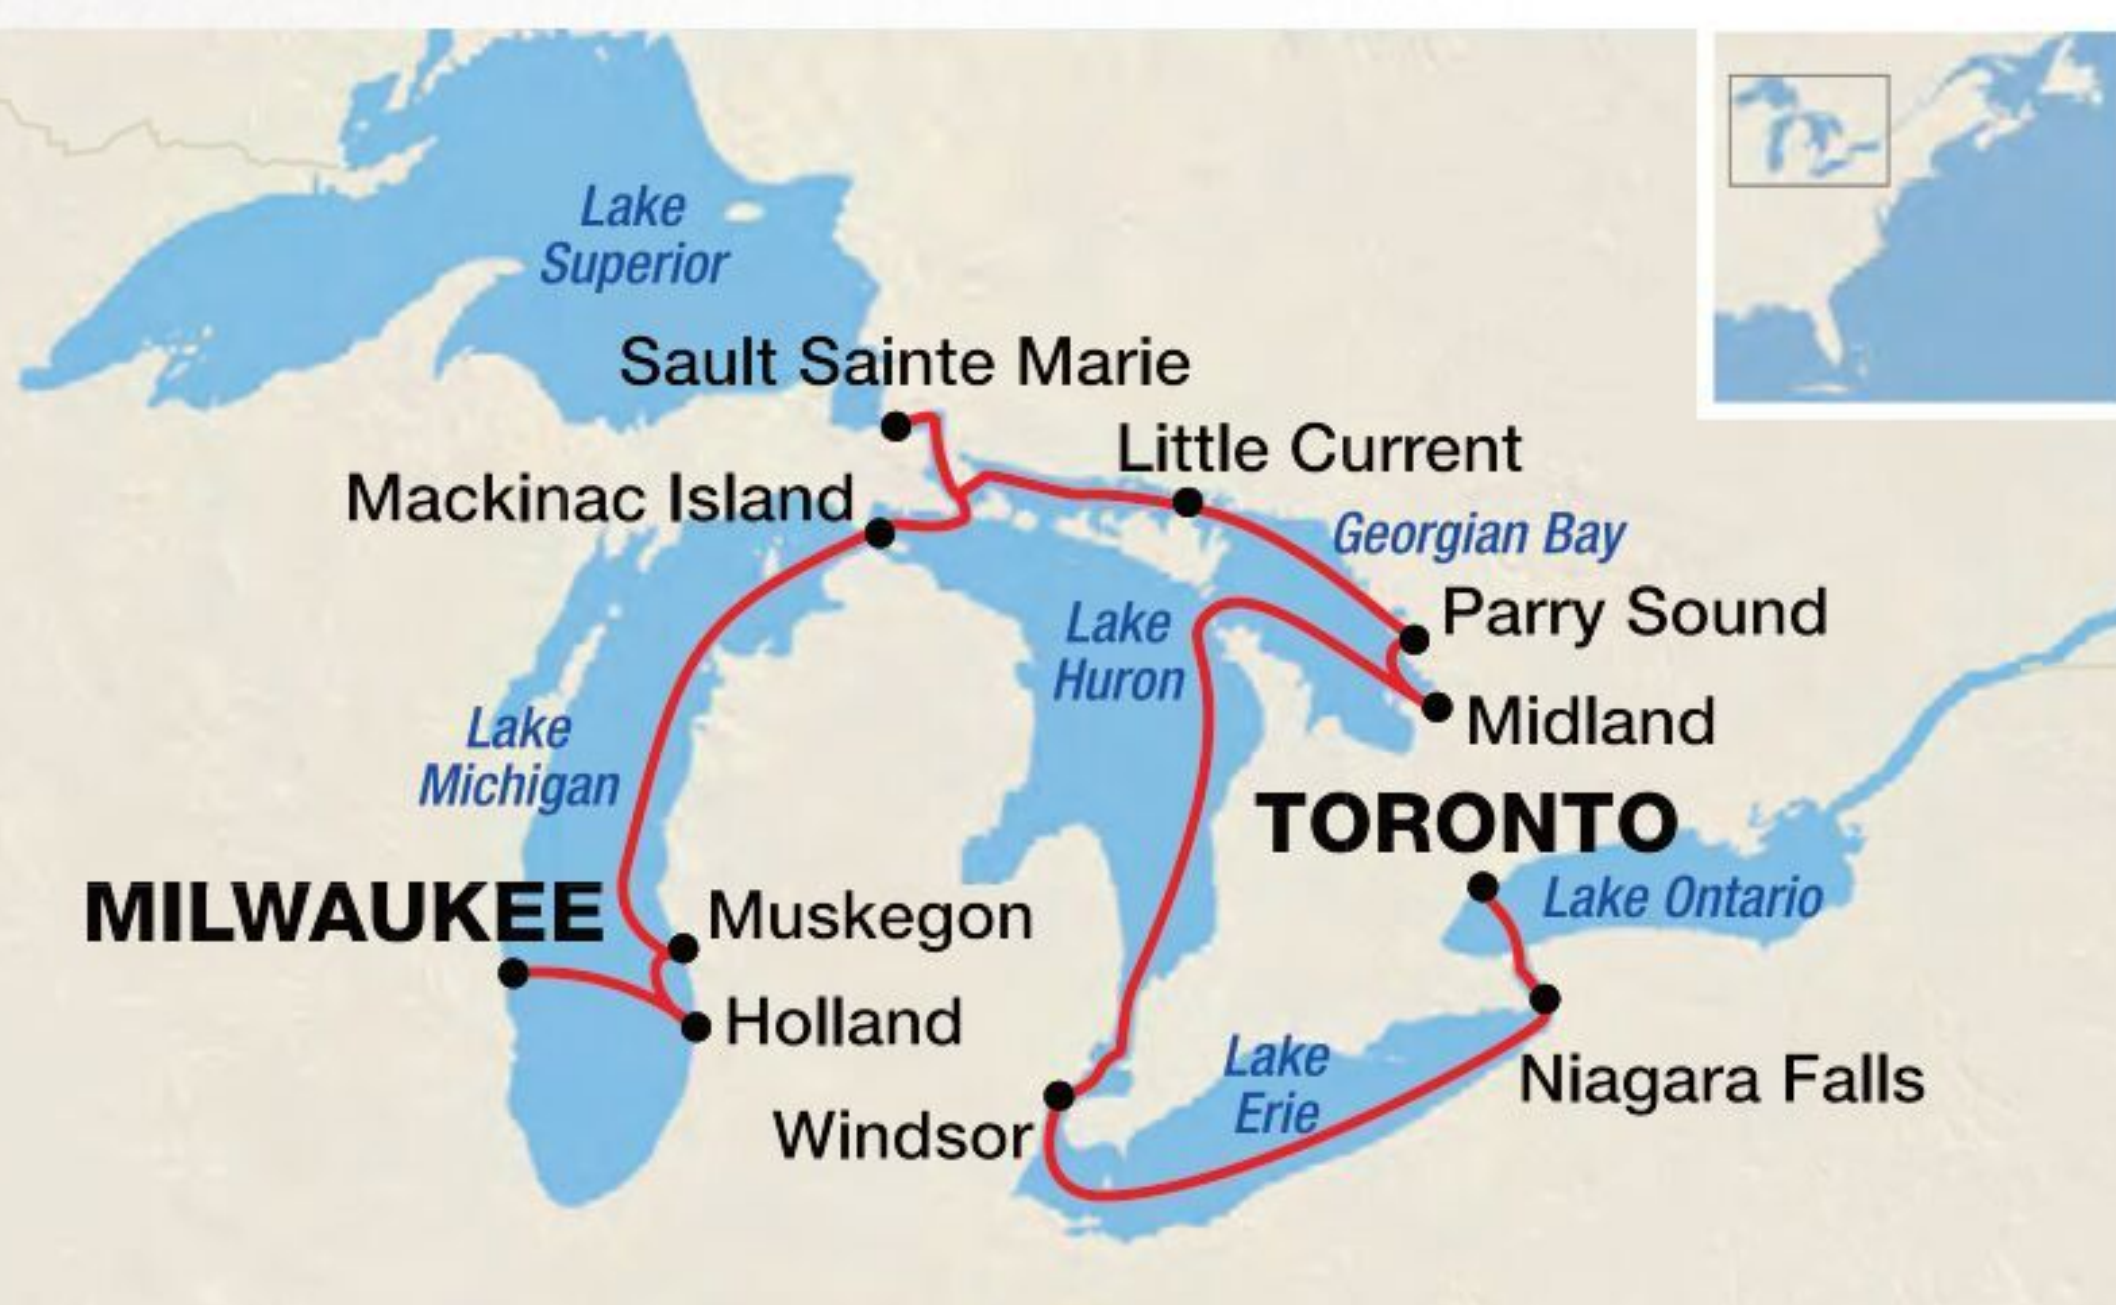 Lake
Superior
Sault Sainte Marie
Little Current
Mackinac Island
Georgian Bay
Lake
Huron
Parry Sound
Midland
Lake
Michigan
TORONTO
Lake Ontario
MILWAUKEE
Muskegon
Holland
Lake
Erie
Niagara Falls
Windsor